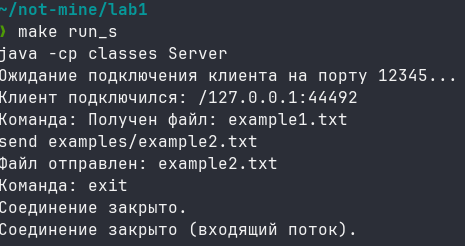 ~/not-mine/lab1
❯ make run_s
java -cp classes Server
Ожидание подключения клиента на порту 12345...
Клиент подключился: /127.0.0.1:44492
Команда: Получен файл: example1.txt
send examples/example2.txt
Файл отправлен: example2.txt
Команда: exit
Соединение закрыто.
Соединение закрыто (входящий поток).